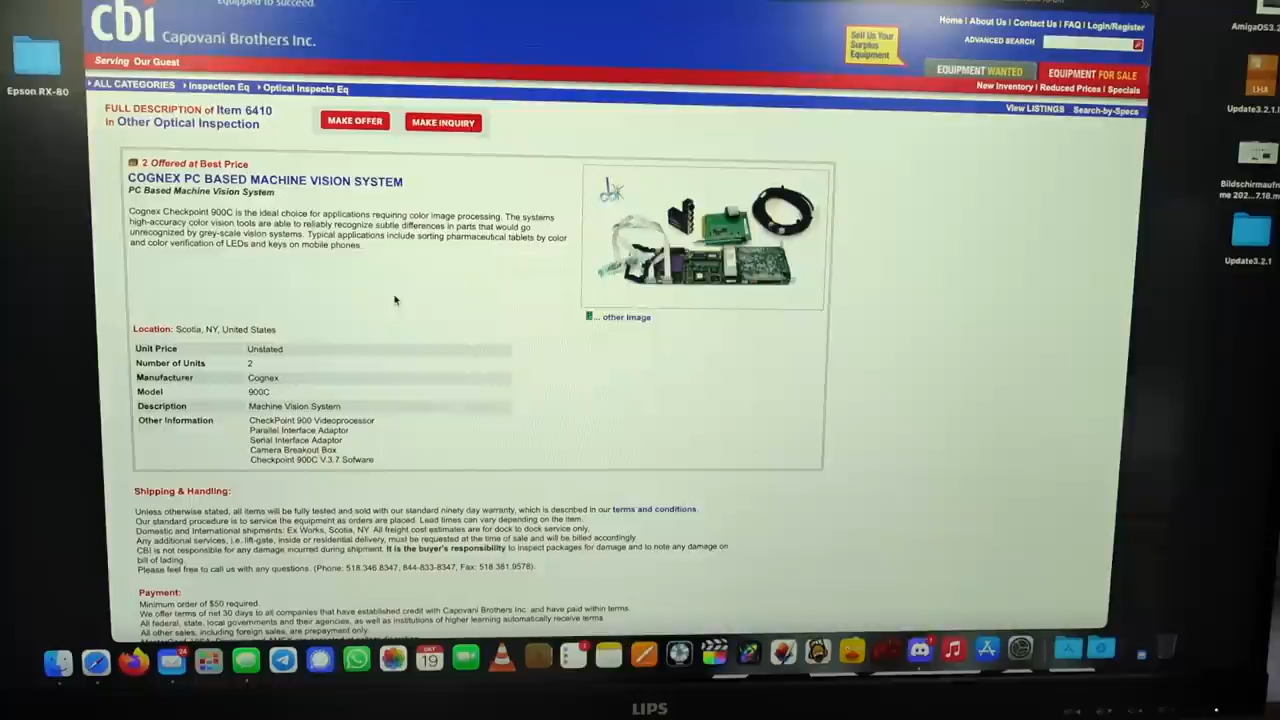 Equipped to succeed.
cbi
Capovani Brothers Inc.
Sell Us Your
Surplus
Equipment
Home | About Us | Contact Us | FAQ | Login/Register
ADVANCED SEARCH
Serving Our Guest
EQUIPMENT WANTED
EQUIPMENT FOR SALE
New Inventory | Reduced Prices | Specials
ALL CATEGORIES
Inspection Eq
Optical Inspectn Eq
View LISTINGS
Search-by-Specs
FULL DESCRIPTION of Item 6410
in Other Optical Inspection
MAKE OFFER
MAKE INQUIRY
2 Offered at Best Price
COGNEX PC BASED MACHINE VISION SYSTEM
PC Based Machine Vision System
Cognex Checkpoint 900C is the ideal choice for applications requiring color image processing. The systems
high-accuracy color vision tools are able to reliably recognize subtle differences in parts that would go
unrecognized by grey-scale vision systems. Typical applications include sorting pharmaceutical tablets by color
and color verification of LEDs and keys on mobile phones.
... other image
Location: Scotia, NY, United States
Unit Price Unstated
Number of Units 2
Manufacturer Cognex
Model 900C
Description Machine Vision System
Other Information CheckPoint 900 Videoprocessor
Parallel Interface Adaptor
Serial Interface Adaptor
Camera Breakout Box
Checkpoint 900C V.3.7 Sofware
Shipping & Handling:
Unless otherwise stated, all items will be fully tested and sold with our standard ninety day warranty, which is described in our terms and conditions.
Our standard procedure is to service the equipment as orders are placed. Lead times can vary depending on the item.
Domestic and International shipments: Ex Works, Scotia, NY. All freight cost estimates are for dock to dock service only.
Any additional services, i.e. lift-gate, inside or residential delivery, must be requested at the time of sale and will be billed accordingly.
CBI is not responsible for any damage incurred during shipment. It is the buyer's responsibility to inspect packages for damage and to note any damage on
bill of lading.
Please feel free to call us with any questions. (Phone: 518.346.8347, 844-833-8347, Fax: 518.381.9578).
Payment:
Minimum order of $50 required.
We offer terms of net 30 days to all companies that have established credit with Capovani Brothers Inc. and have paid within terms.
All federal, state, local governments and their agencies, as well as institutions of higher learning automatically receive terms.
All other sales, including foreign sales, are prepayment only.
Epson RX-80
AmigaOS3.2
LHA
Update3.2.1.l
Bildschirmaufn
me 202...7.18.m
Update3.2.1
24
OKT
19
1
LIPS